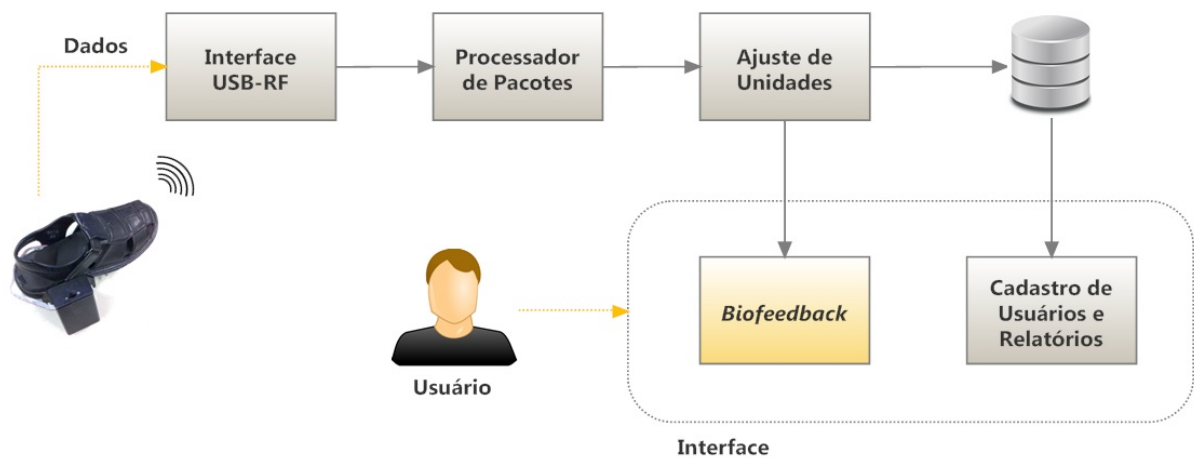 Dados
Interface
USB-RF
Processador
de Pacotes
Ajuste de
Unidades
Biofeedback
Cadastro de
Usuários e
Relatórios
Usuário
Interface